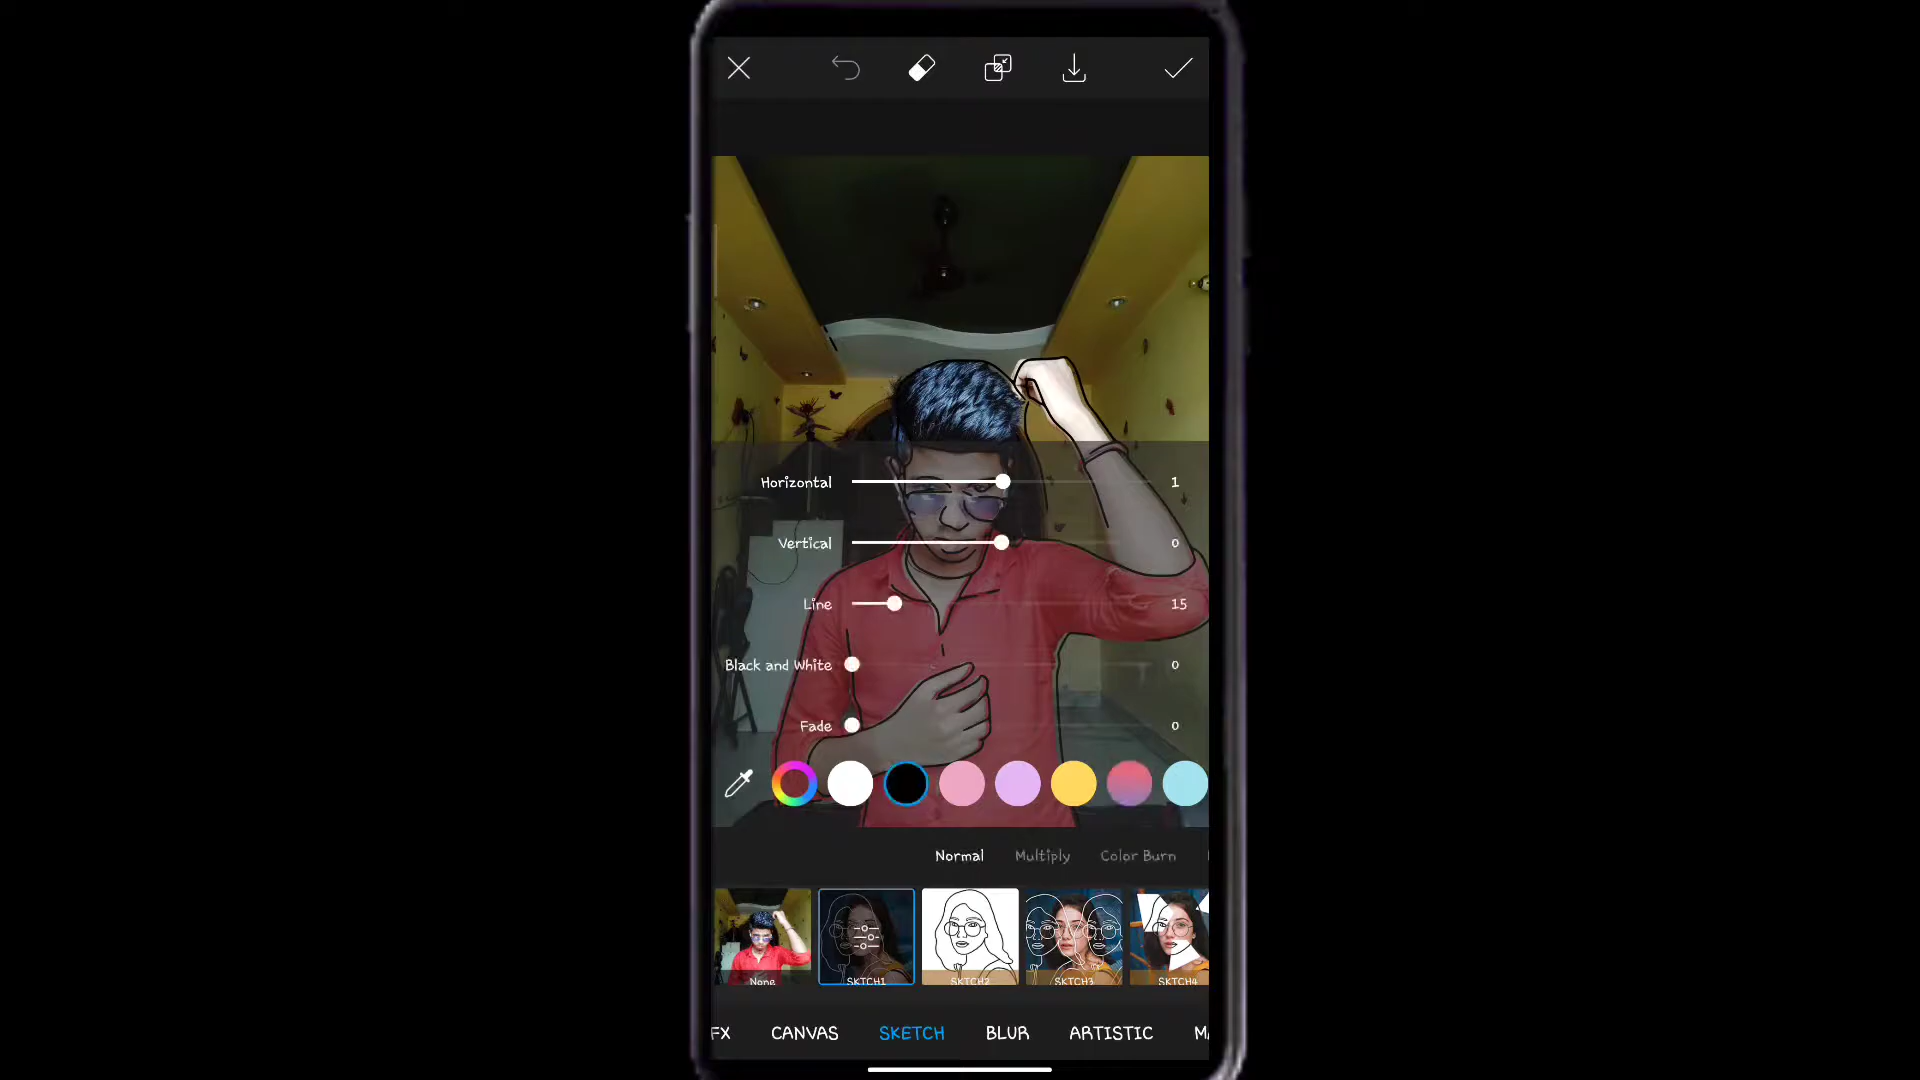 Horizontal 1
Vertical 0
Line 15
Black and White 0
Fade 0
Normal Multiply Color Burn
None SKTCH1 SKTCH2 SKTCH3 SKTCH4
FX CANVAS SKETCH BLUR ARTISTIC MA